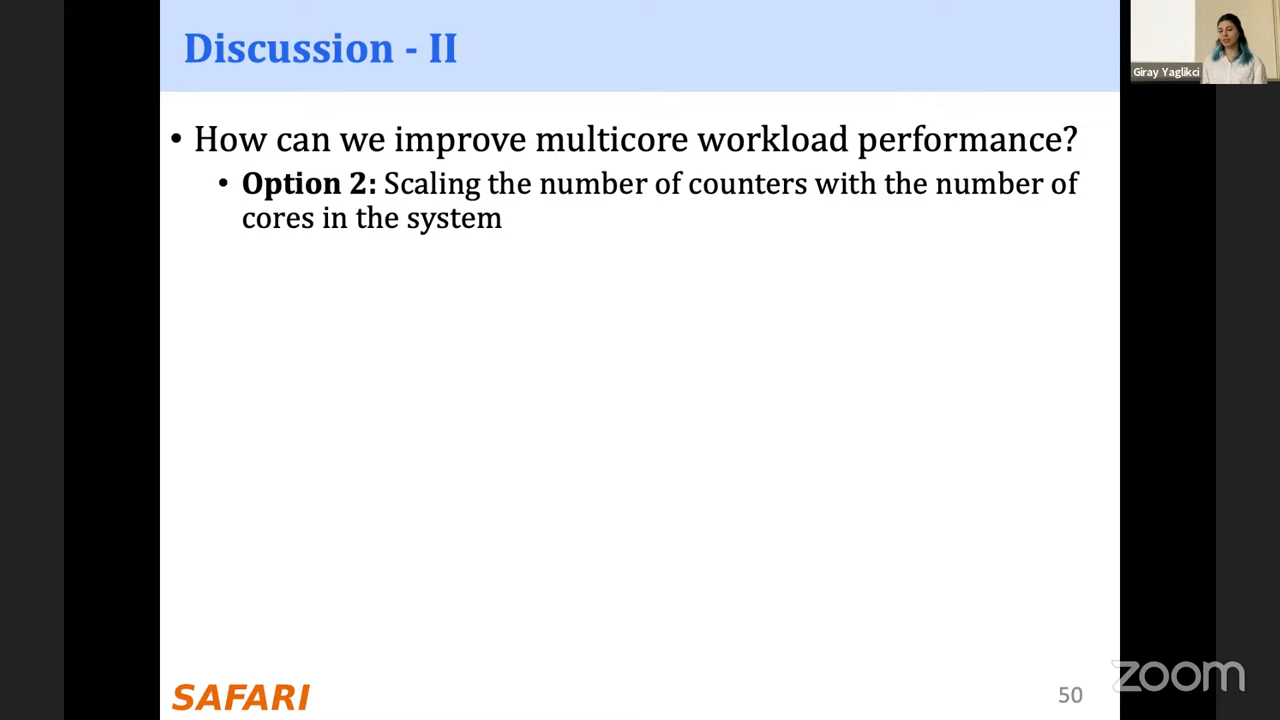 Discussion - II
Giray Yaglikci
• How can we improve multicore workload performance?
• Option 2: Scaling the number of counters with the number of
cores in the system
SAFARI
50
zoom